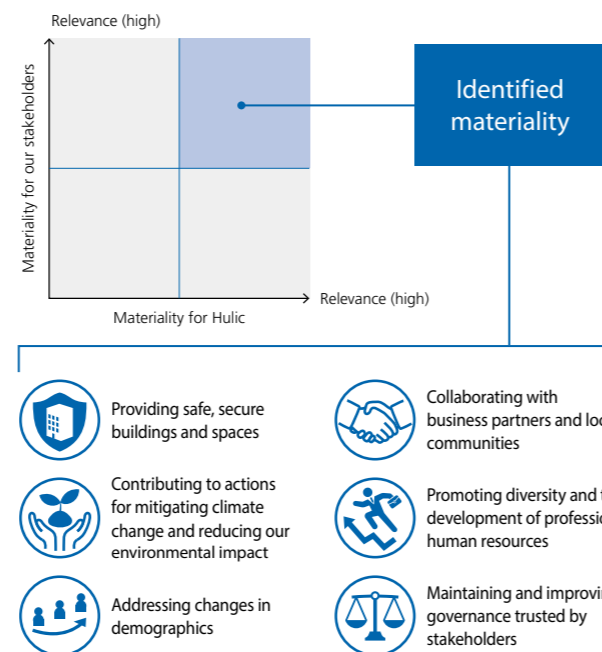 Relevance (high)
Materiality for our stakeholders
Identified
materiality
Relevance (high)
Materiality for Hulic
Providing safe, secure
buildings and spaces
Contributing to actions
for mitigating climate
change and reducing our
environmental impact
Addressing changes in
demographics
Collaborating with
business partners and
communities
Promoting diversity and
development of
human resources
Maintaining and
governance trusted by
stakeholders